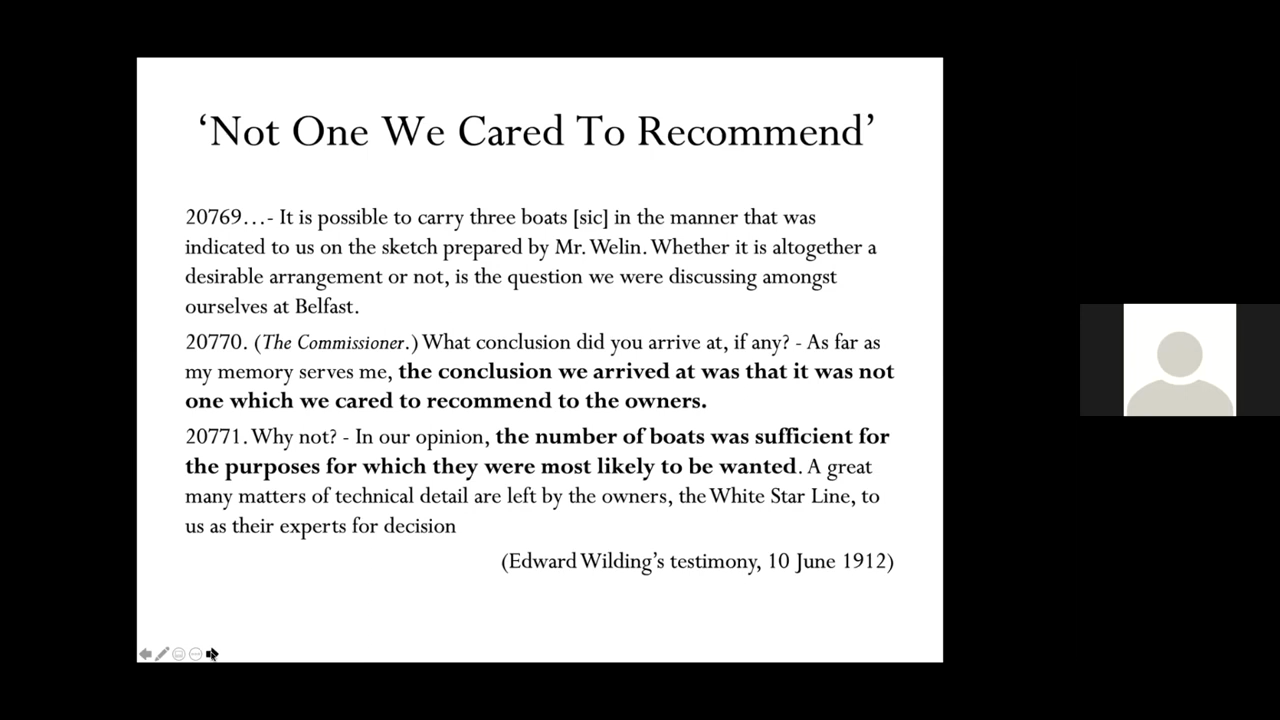 ‘Not One We Cared To Recommend’
20769…- It is possible to carry three boats [sic] in the manner that was
indicated to us on the sketch prepared by Mr. Welin. Whether it is altogether a
desirable arrangement or not, is the question we were discussing amongst
ourselves at Belfast.
20770. (The Commissioner.) What conclusion did you arrive at, if any? - As far as
my memory serves me, the conclusion we arrived at was that it was not
one which we cared to recommend to the owners.
20771. Why not? - In our opinion, the number of boats was sufficient for
the purposes for which they were most likely to be wanted. A great
many matters of technical detail are left by the owners, the White Star Line, to
us as their experts for decision
(Edward Wilding’s testimony, 10 June 1912)